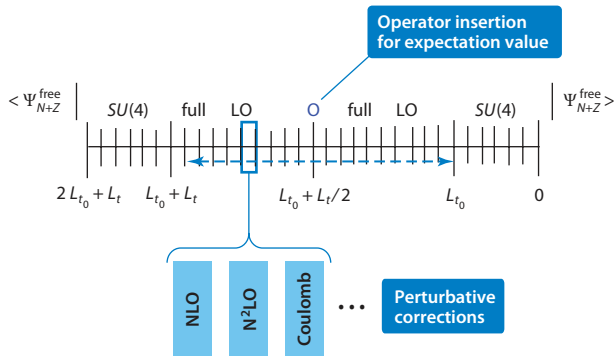 Operator insertion
for expectation value
< Ψ^free_N+Z | SU(4) full LO O full LO SU(4) | Ψ^free_N+Z >
2 L_t₀ + L_t L_t₀ + L_t L_t₀ + L_t/2 L_t₀ 0
NLO
N²LO
Coulomb
•••
Perturbative
corrections